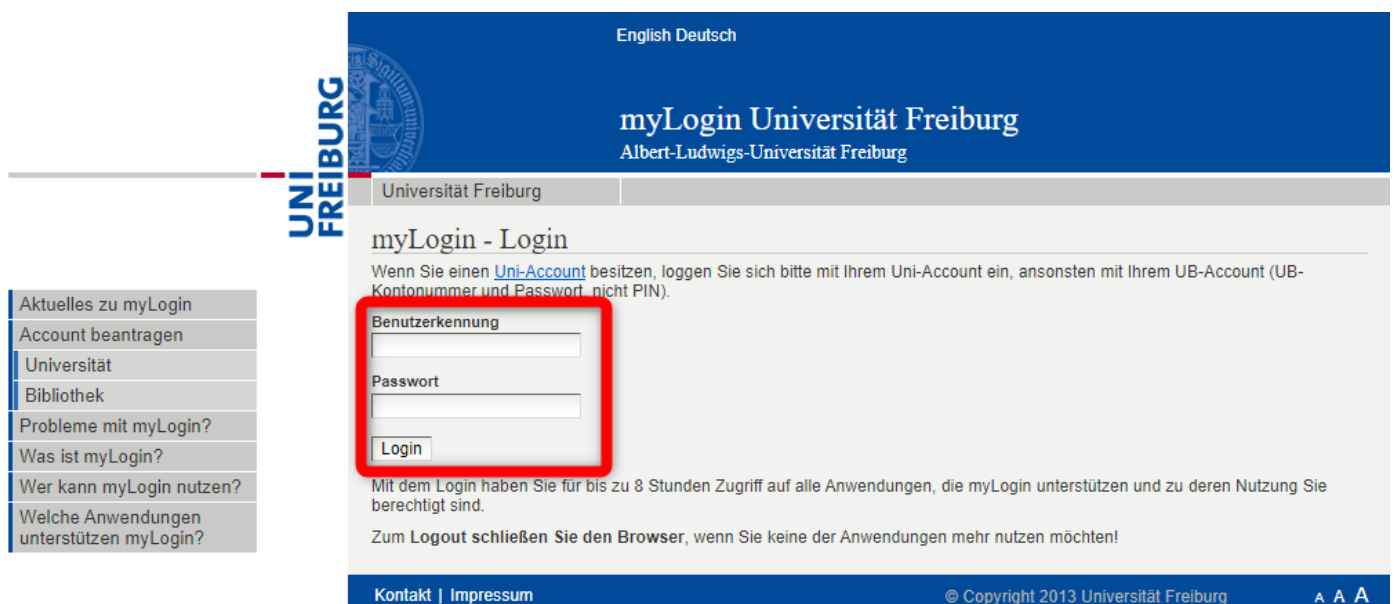 English Deutsch
UNI
FREIBURG
myLogin Universität Freiburg
Albert-Ludwigs-Universität Freiburg
Universität Freiburg
myLogin - Login
Wenn Sie einen Uni-Account besitzen, loggen Sie sich bitte mit Ihrem Uni-Account ein, ansonsten mit Ihrem UB-Account (UB-
Kontonummer und Passwort, nicht PIN).
Benutzerkennung
Passwort
Login
Mit dem Login haben Sie für bis zu 8 Stunden Zugriff auf alle Anwendungen, die myLogin unterstützen und zu deren Nutzung Sie
berechtigt sind.
Zum Logout schließen Sie den Browser, wenn Sie keine der Anwendungen mehr nutzen möchten!
Aktuelles zu myLogin
Account beantragen
Universität
Bibliothek
Probleme mit myLogin?
Was ist myLogin?
Wer kann myLogin nutzen?
Welche Anwendungen
unterstützen myLogin?
Kontakt | Impressum
© Copyright 2013 Universität Freiburg
A A A